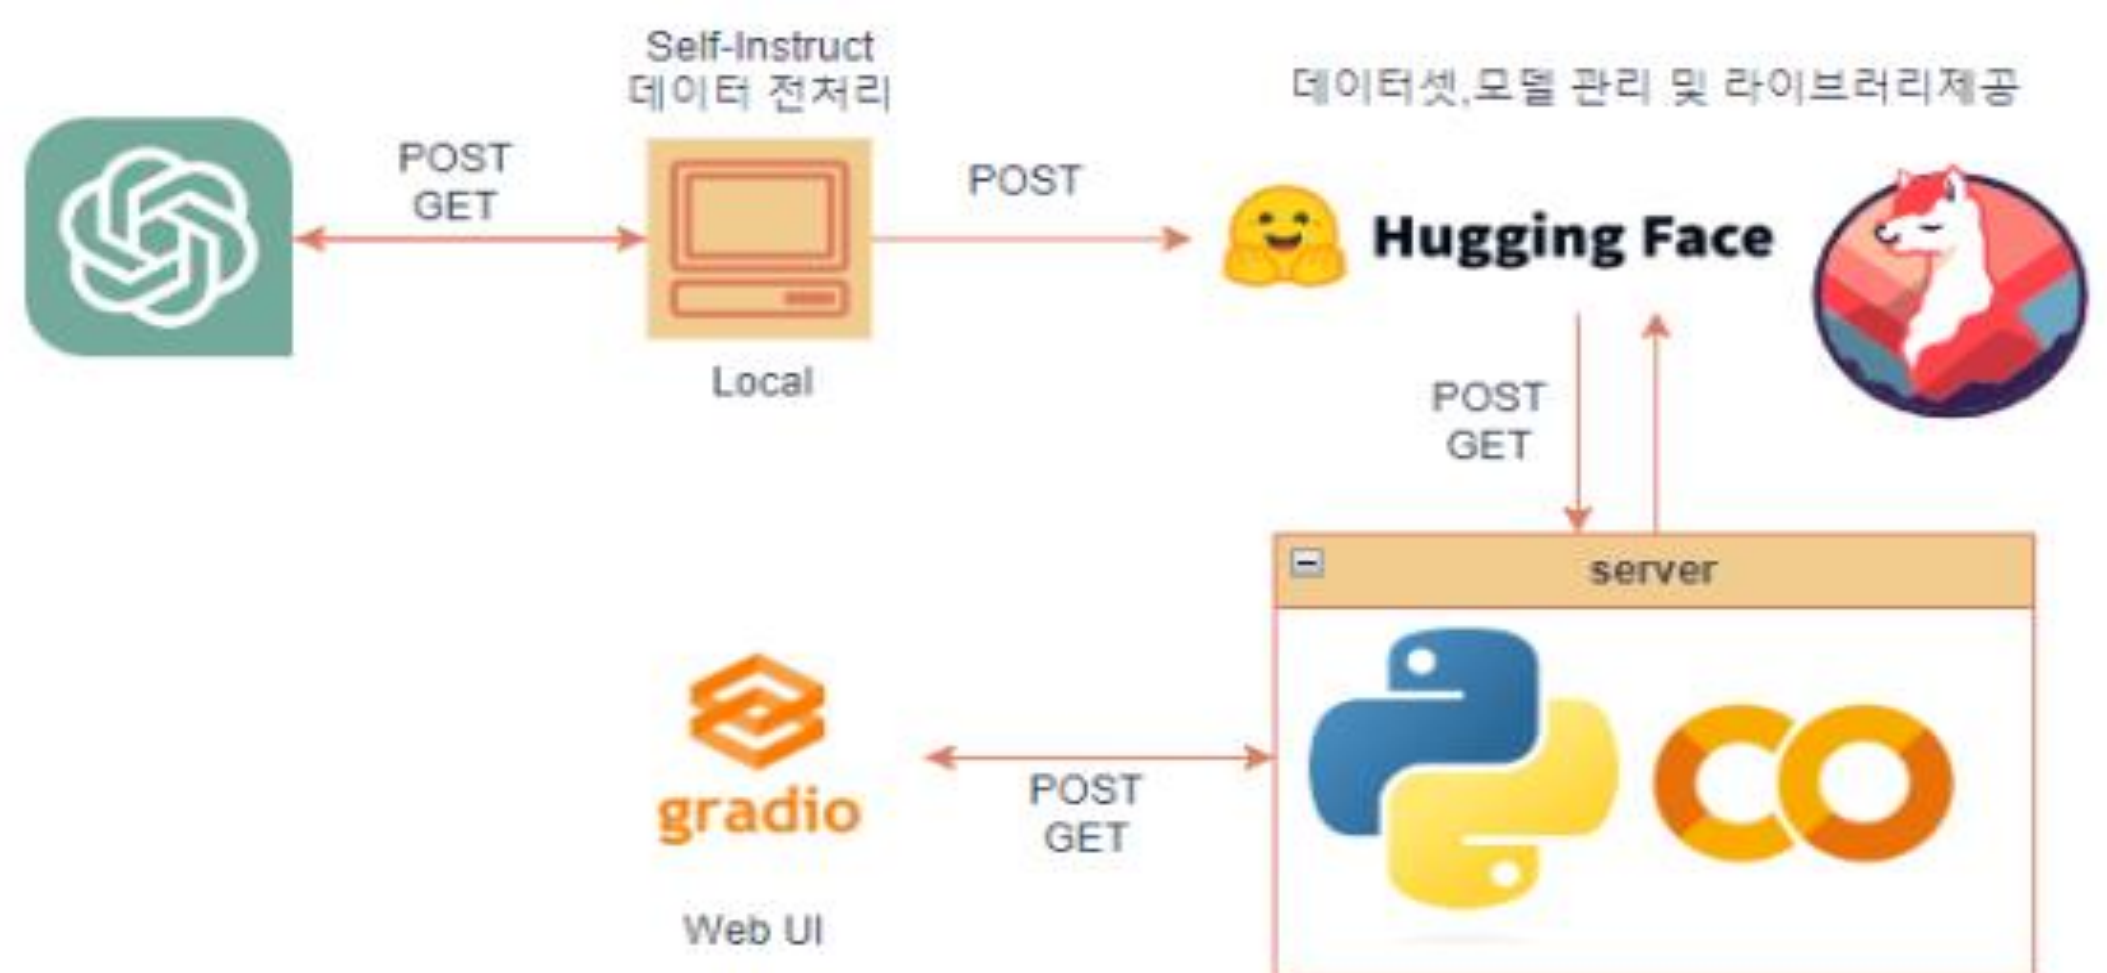 Self-Instruct
데이터 전처리
데이터셋,모델 관리 및 라이브러리제공
POST
GET
POST
Hugging Face
Local
POST
GET
server
gradio
POST
GET
Web UI